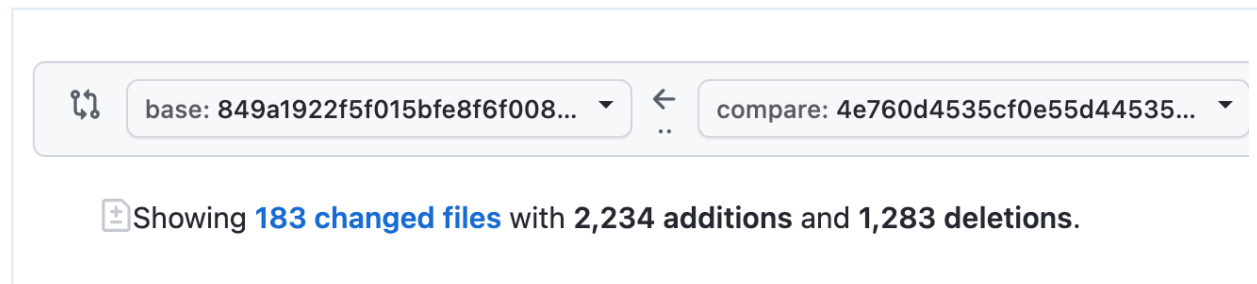 base: 849a1922f5f015bfe8f6f008... ← compare: 4e760d4535cf0e55d44535...
..
Showing 183 changed files with 2,234 additions and 1,283 deletions.